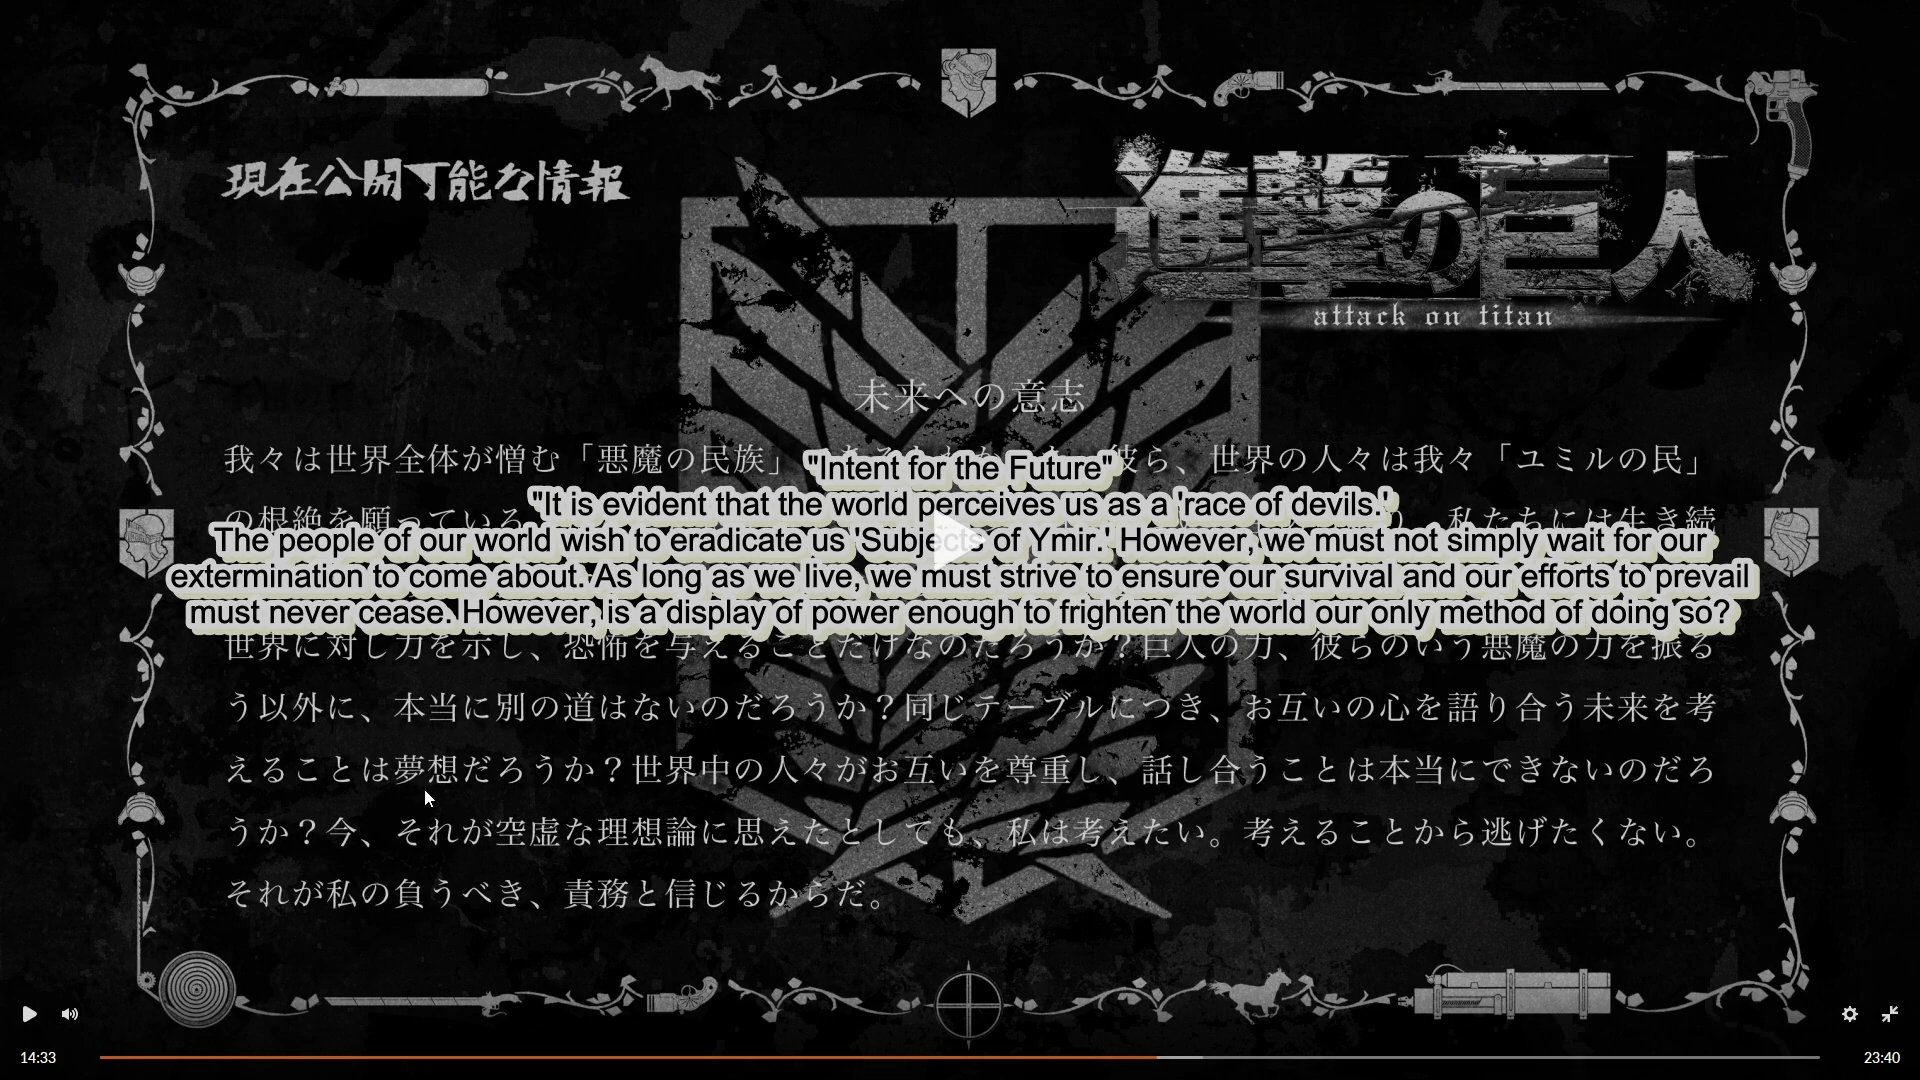 現在公開可能な情報
進撃の巨人
attack on titan
未来への意志
我々は世界全体が憎む「悪魔の民族」
彼ら、世界の人々は我々「ユミルの民」
"Intent for the Future"
"It is evident that the world perceives us as a 'race of devils.'
の根絶を願っている
私たちには生き続
The people of our world wish to eradicate us 'Subjects of Ymir.' However, we must not simply wait for our
extermination to come about. As long as we live, we must strive to ensure our survival and our efforts to prevail
must never cease. However, is a display of power enough to frighten the world our only method of doing so?
世界に対し力を示し、恐怖を与えることだけなのだろうか？巨人の力、彼らのいう悪魔の力を振る
う以外に、本当に別の道はないのだろうか？同じテーブルにつき、お互いの心を語り合う未来を考
えることは夢想だろうか？世界中の人々がお互いを尊重し、話し合うことは本当にできないのだろ
うか？今、それが空虚な理想論に思えたとしても、私は考えたい。考えることから逃げたくない。
それが私の負うべき、責務と信じるからだ。
14:33
23:40